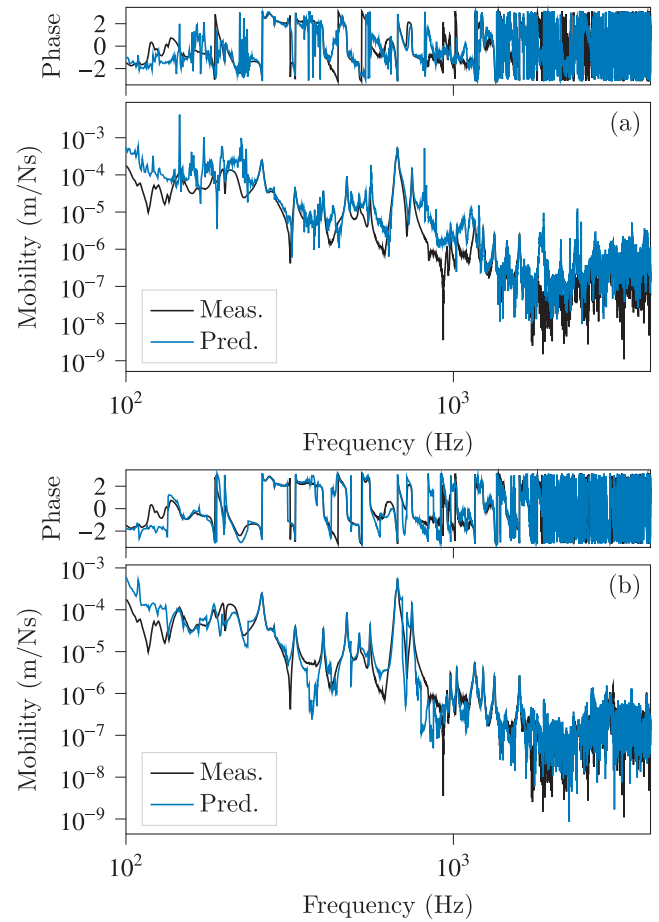 Phase
2
0
−2
(a)
Mobility (m/Ns)
10⁻³
10⁻⁴
10⁻⁵
10⁻⁶
10⁻⁷
10⁻⁸
10⁻⁹
Meas.
Pred.
10² 10³
Frequency (Hz)
Phase
2
0
−2
(b)
Mobility (m/Ns)
10⁻³
10⁻⁴
10⁻⁵
10⁻⁶
10⁻⁷
10⁻⁸
10⁻⁹
Meas.
Pred.
10² 10³
Frequency (Hz)